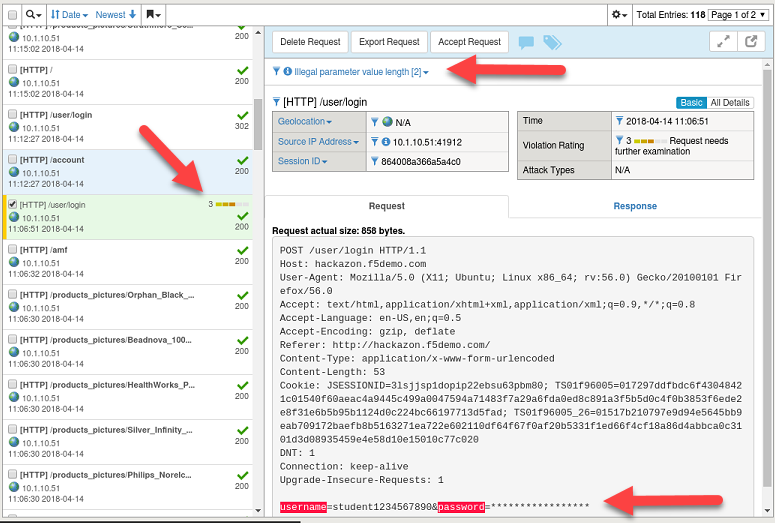 Date Newest Total Entries: 118 Page 1 of 2
11:15:02 2018-04-14
10.1.10.51
200
[HTTP] /
10.1.10.51
11:15:02 2018-04-14
200
[HTTP] /user/login
10.1.10.51
11:12:27 2018-04-14
302
[HTTP] /account
10.1.10.51
11:12:27 2018-04-14
200
[HTTP] /user/login
3
10.1.10.51
11:06:51 2018-04-14
200
[HTTP] /amf
10.1.10.51
11:06:32 2018-04-14
200
[HTTP] /products_pictures/Orphan_Black_...
10.1.10.51
11:06:30 2018-04-14
200
[HTTP] /products_pictures/Beadnova_100...
10.1.10.51
11:06:30 2018-04-14
200
[HTTP] /products_pictures/HealthWorks_P...
10.1.10.51
11:06:30 2018-04-14
200
[HTTP] /products_pictures/Silver_Infinity_...
10.1.10.51
11:06:30 2018-04-14
200
[HTTP] /products_pictures/Philips_Norelc...
10.1.10.51
11:06:30 2018-04-14
200
Delete Request Export Request Accept Request
Illegal parameter value length [2]
[HTTP] /user/login
Basic All Details
Geolocation N/A
Source IP Address 10.1.10.51:41912
Session ID 864008a366a5a4c0
Time 2018-04-14 11:06:51
Violation Rating 3 Request needs
further examination
Attack Types N/A
Request Response
Request actual size: 858 bytes.
POST /user/login HTTP/1.1
Host: hackazon.f5demo.com
User-Agent: Mozilla/5.0 (X11; Ubuntu; Linux x86_64; rv:56.0) Gecko/20100101 Fir
efox/56.0
Accept: text/html,application/xhtml+xml,application/xml;q=0.9,*/*;q=0.8
Accept-Language: en-US,en;q=0.5
Accept-Encoding: gzip, deflate
Referer: http://hackazon.f5demo.com/
Content-Type: application/x-www-form-urlencoded
Content-Length: 53
Cookie: JSESSIONID=3lsjjsp1dopip22ebsu63pbm80; TS01f96005=017297ddfbdc6f4304842
1c01540f60aeac4a9445c499a0047594a71483f7a29a6fda0ed8c891a3f5b5d0c4f0b3853f6ede2
e8f31e6b5b95b1124d0c224bc66197713d5fad; TS01f96005_26=01517b210797e9d94e5645bb9
eab709172baefb8b5163271ea722e602110df64f67f0af20b5331f1ed66f4cf18a86d4abbca0c31
01d3d08935459e4e58d10e15010c77c020
DNT: 1
Connection: keep-alive
Upgrade-Insecure-Requests: 1
username=student1234567890&password=*****************